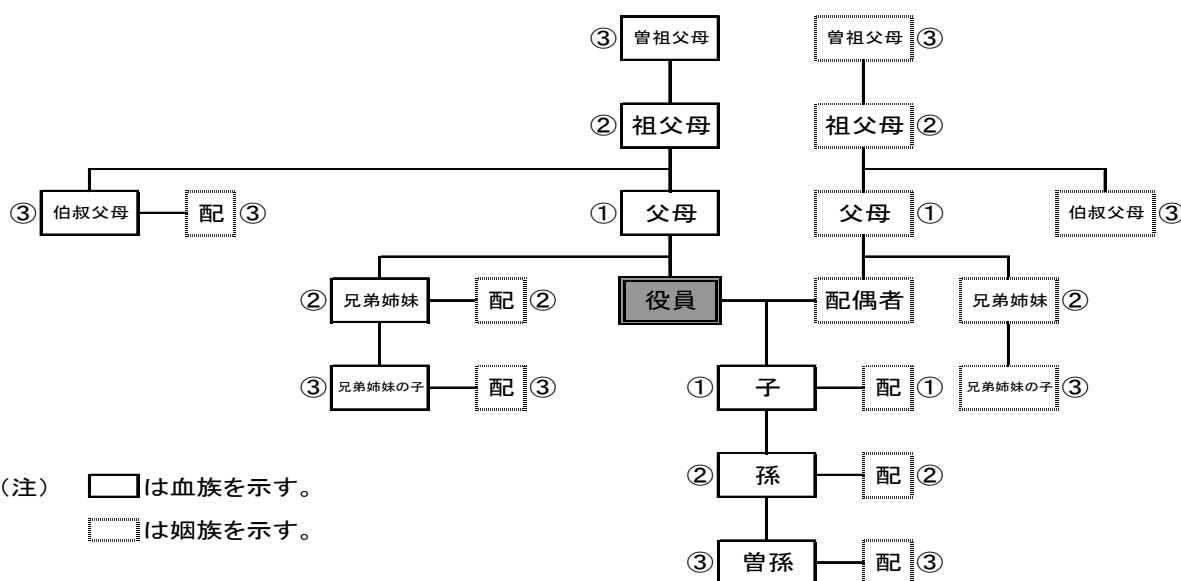 ③ 曽祖父母 曽祖父母 ③
② 祖父母 祖父母 ②
③ 伯叔父母 配 ③ ① 父母 父母 ① 伯叔父母 ③
② 兄弟姉妹 配 ② 役員 配偶者 兄弟姉妹 ②
③ 兄弟姉妹の子 配 ③ ① 子 配 ① 兄弟姉妹の子 ③
② 孫 配 ②
（注） は血族を示す。
は姻族を示す。
③ 曽孫 配 ③